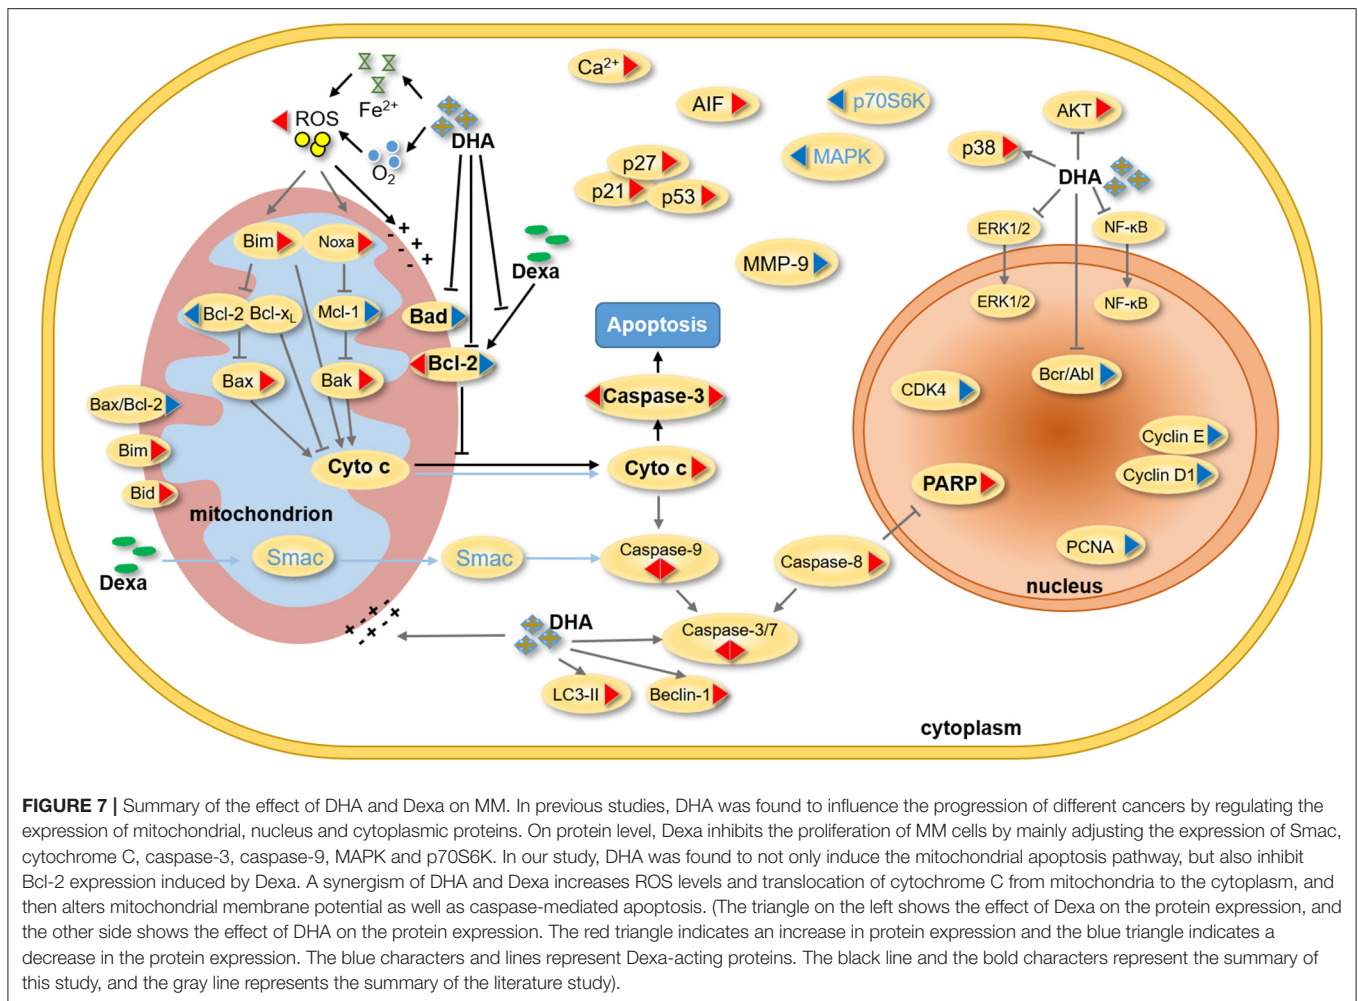 Ca²⁺
AIF
p70S6K
MAPK
p27
p21
p53
MMP-9
Fe²⁺
ROS
O₂
DHA
Dexa
Bim
Noxa
Bcl-2
Bcl-xL
Mcl-1
Bax
Bak
Cyto c
mitochondrion
Bad
Bcl-2
Bax/Bcl-2
Bim
Bid
Dexa
Smac
Smac
Apoptosis
Caspase-3
Cyto c
Caspase-9
Caspase-8
Caspase-3/7
DHA
LC3-II
Beclin-1
AKT
p38
DHA
ERK1/2
NF-κB
ERK1/2
NF-κB
Bcr/Abl
CDK4
Cyclin E
Cyclin D1
PARP
PCNA
nucleus
cytoplasm
FIGURE 7 | Summary of the effect of DHA and Dexa on MM. In previous studies, DHA was found to influence the progression of different cancers by regulating the
expression of mitochondrial, nucleus and cytoplasmic proteins. On protein level, Dexa inhibits the proliferation of MM cells by mainly adjusting the expression of Smac,
cytochrome C, caspase-3, caspase-9, MAPK and p70S6K. In our study, DHA was found to not only induce the mitochondrial apoptosis pathway, but also inhibit
Bcl-2 expression induced by Dexa. A synergism of DHA and Dexa increases ROS levels and translocation of cytochrome C from mitochondria to the cytoplasm, and
then alters mitochondrial membrane potential as well as caspase-mediated apoptosis. (The triangle on the left shows the effect of Dexa on the protein expression, and
the other side shows the effect of DHA on the protein expression. The red triangle indicates an increase in protein expression and the blue triangle indicates a
decrease in the protein expression. The blue characters and lines represent Dexa-acting proteins. The black line and the bold characters represent the summary of
this study, and the gray line represents the summary of the literature study).